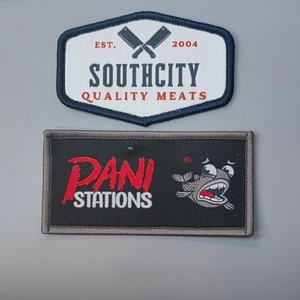 EST. 2004
SOUTHCITY
QUALITY MEATS
PANI
STATIONS
®